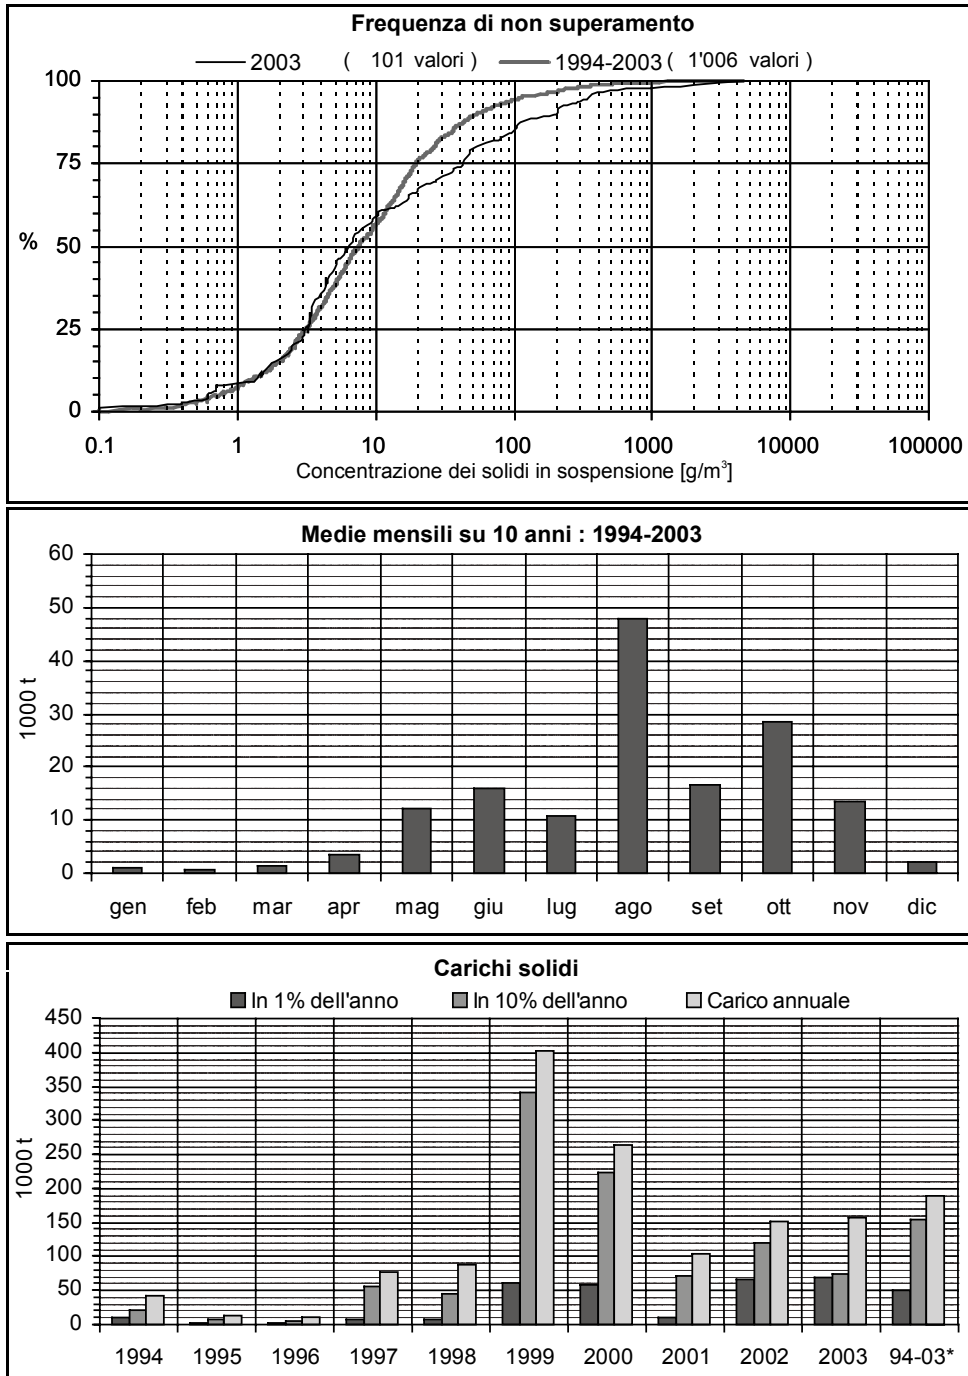 Frequenza di non superamento
2003 ( 101 valori ) 1994-2003 ( 1'006 valori )
100
75
%
50
25
0
0.1 1 10 100 1000 10000 100000
Concentrazione dei solidi in sospensione [g/m³]
Medie mensili su 10 anni : 1994-2003
60
50
40
1000 t
30
20
10
0
gen feb mar apr mag giu lug ago set ott nov dic
Carichi solidi
In 1% dell'anno In 10% dell'anno Carico annuale
450
400
350
300
250
1000 t
200
150
100
50
0
1994 1995 1996 1997 1998 1999 2000 2001 2002 2003 94-03*